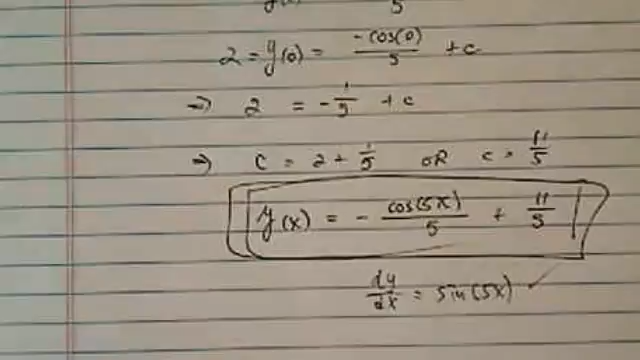 5
2 = y(0) = -cos(0)/5 + c
⇒ 2 = -1/5 + c
⇒ c = 2 + 1/5 OR c = 11/5
y(x) = - cos(5x)/5 + 11/5
dy/dx = sin(5x) ✓